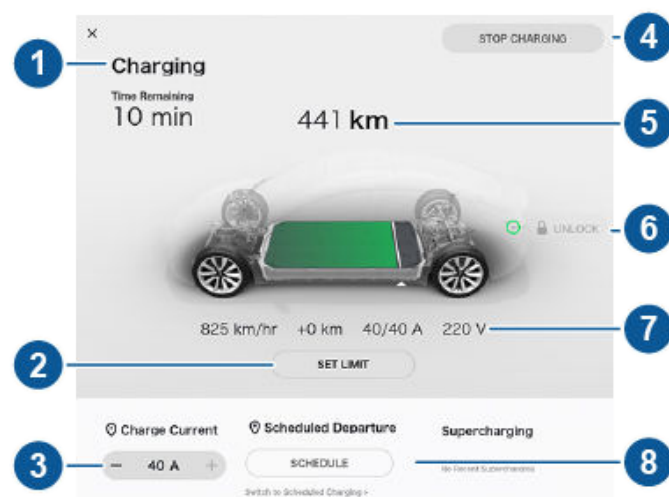 ×
STOP CHARGING
4
1
Charging
Time Remaining
10 min
441 km
5
UNLOCK
6
825 km/hr +0 km 40/40 A 220 V
7
2
SET LIMIT
Charge Current
Scheduled Departure
Supercharging
3
− 40 A +
SCHEDULE
No Recent Supercharging
8
Switch to Scheduled Charging >